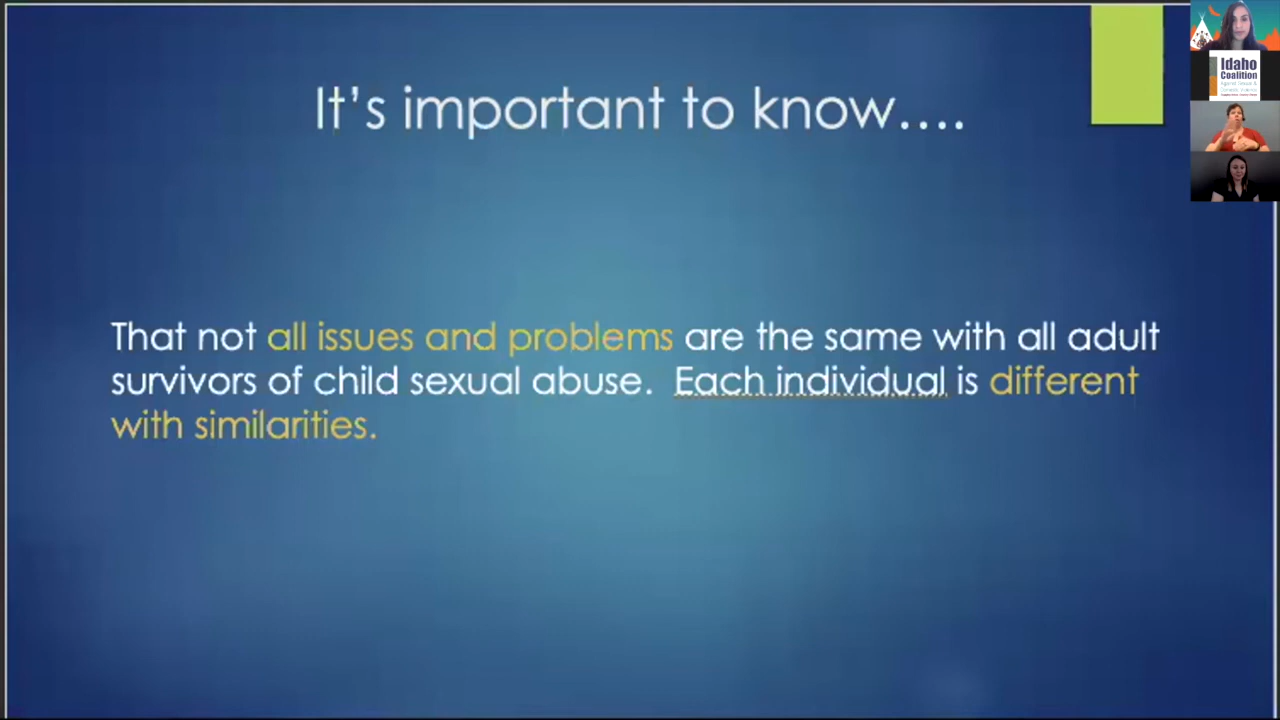 It's important to know....
That not all issues and problems are the same with all adult
survivors of child sexual abuse.  Each individual is different
with similarities.
Idaho
Coalition